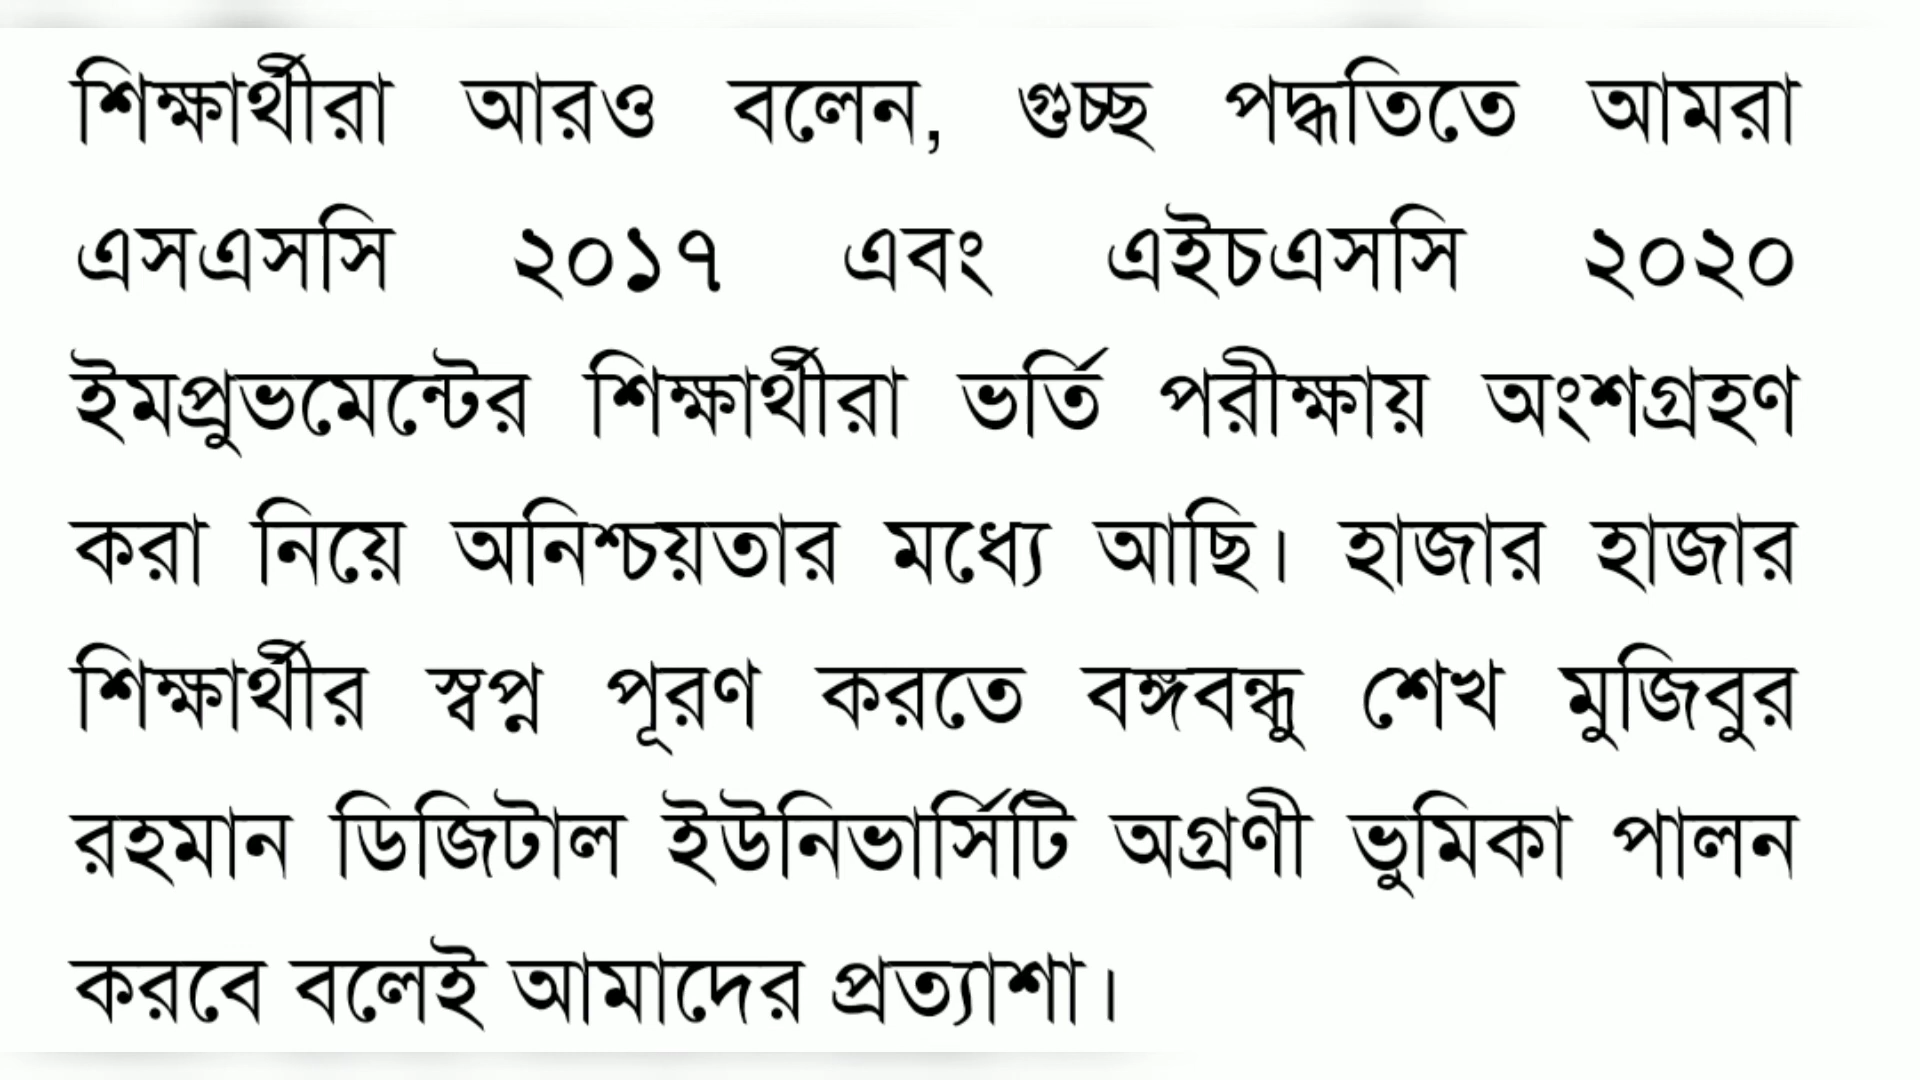 শিক্ষার্থীরা আরও বলেন, গুচ্ছ পদ্ধতিতে আমরা
এসএসসি ২০১৭ এবং এইচএসসি ২০২০
ইমপ্রুভমেন্টের শিক্ষার্থীরা ভর্তি পরীক্ষায় অংশগ্রহণ
করা নিয়ে অনিশ্চয়তার মধ্যে আছি। হাজার হাজার
শিক্ষার্থীর স্বপ্ন পূরণ করতে বঙ্গবন্ধু শেখ মুজিবুর
রহমান ডিজিটাল ইউনিভার্সিটি অগ্রণী ভুমিকা পালন
করবে বলেই আমাদের প্রত্যাশা।